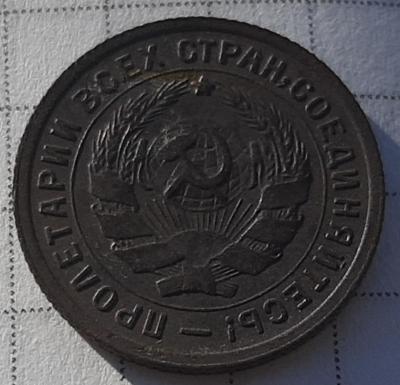 ПРОЛЕТАРИИ ВСЕХ СТРАН, СОЕДИНЯЙТЕСЬ! —